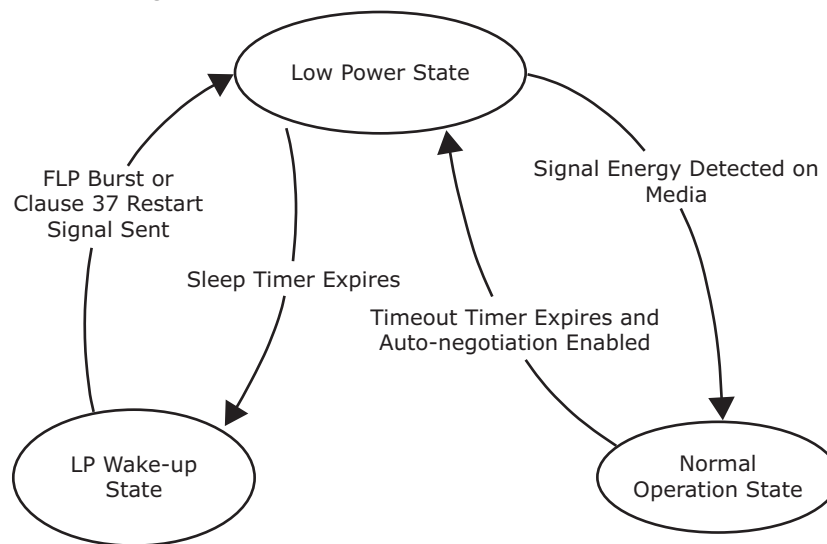 Low Power State
FLP Burst or
Clause 37 Restart
Signal Sent
Signal Energy Detected on
Media
Sleep Timer Expires
Timeout Timer Expires and
Auto-negotiation Enabled
LP Wake-up
State
Normal
Operation State